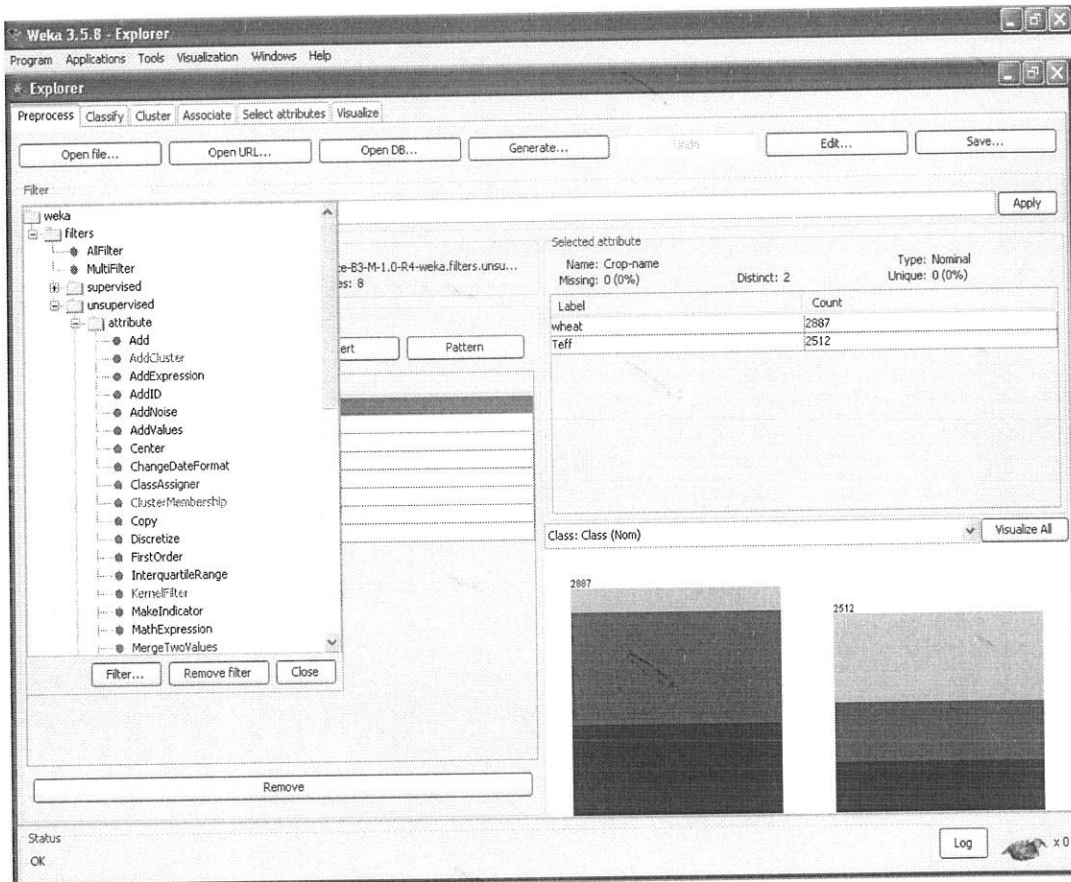 Weka 3.5.8 - Explorer
Program Applications Tools Visualization Windows Help
Explorer
Preprocess Classify Cluster Associate Select attributes Visualize
Open file... Open URL... Open DB... Generate... Undo Edit... Save...
Filter
Apply
weka
filters
AllFilter
MultiFilter
supervised
unsupervised
attribute
Add
AddCluster
AddExpression
AddID
AddNoise
AddValues
Center
ChangeDateFormat
ClassAssigner
ClusterMembership
Copy
Discretize
FirstOrder
InterquartileRange
KernelFilter
MakeIndicator
MathExpression
MergeTwoValues
Filter... Remove filter Close
ze-B3-M-1.0-R4-weka.filters.unsu...
es: 8
ert Pattern
Remove
Selected attribute
Name: Crop-name Type: Nominal
Missing: 0 (0%) Distinct: 2 Unique: 0 (0%)
Label Count
wheat 2887
Teff 2512
Class: Class (Nom) Visualize All
2887
2512
Status
OK
Log x 0